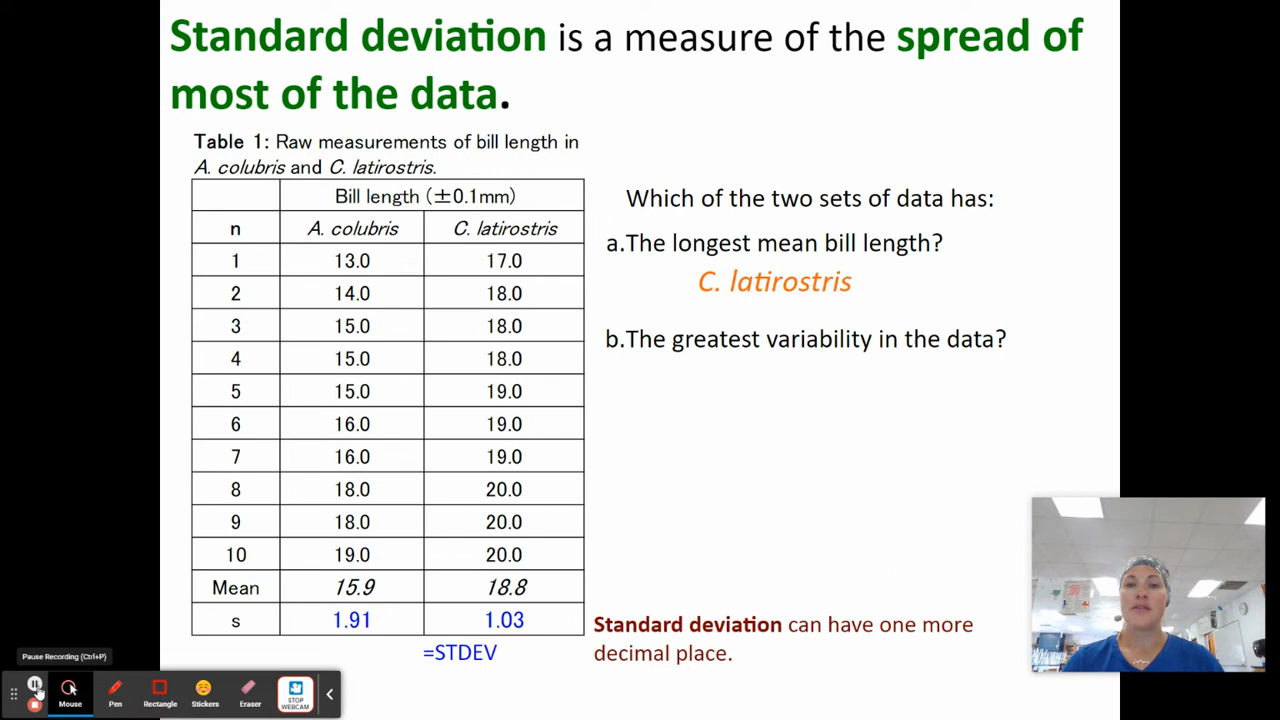 Standard deviation is a measure of the spread of
most of the data.
Table 1: Raw measurements of bill length in
A. colubris and C. latirostris.
Bill length (±0.1mm)
n A. colubris C. latirostris
1 13.0 17.0
2 14.0 18.0
3 15.0 18.0
4 15.0 18.0
5 15.0 19.0
6 16.0 19.0
7 16.0 19.0
8 18.0 20.0
9 18.0 20.0
10 19.0 20.0
Mean 15.9 18.8
s 1.91 1.03
=STDEV
Which of the two sets of data has:
a.The longest mean bill length?
C. latirostris
b.The greatest variability in the data?
Standard deviation can have one more
decimal place.
Pause Recording (Ctrl+P)
Mouse Pen Rectangle Stickers Eraser STOP
WEBCAM